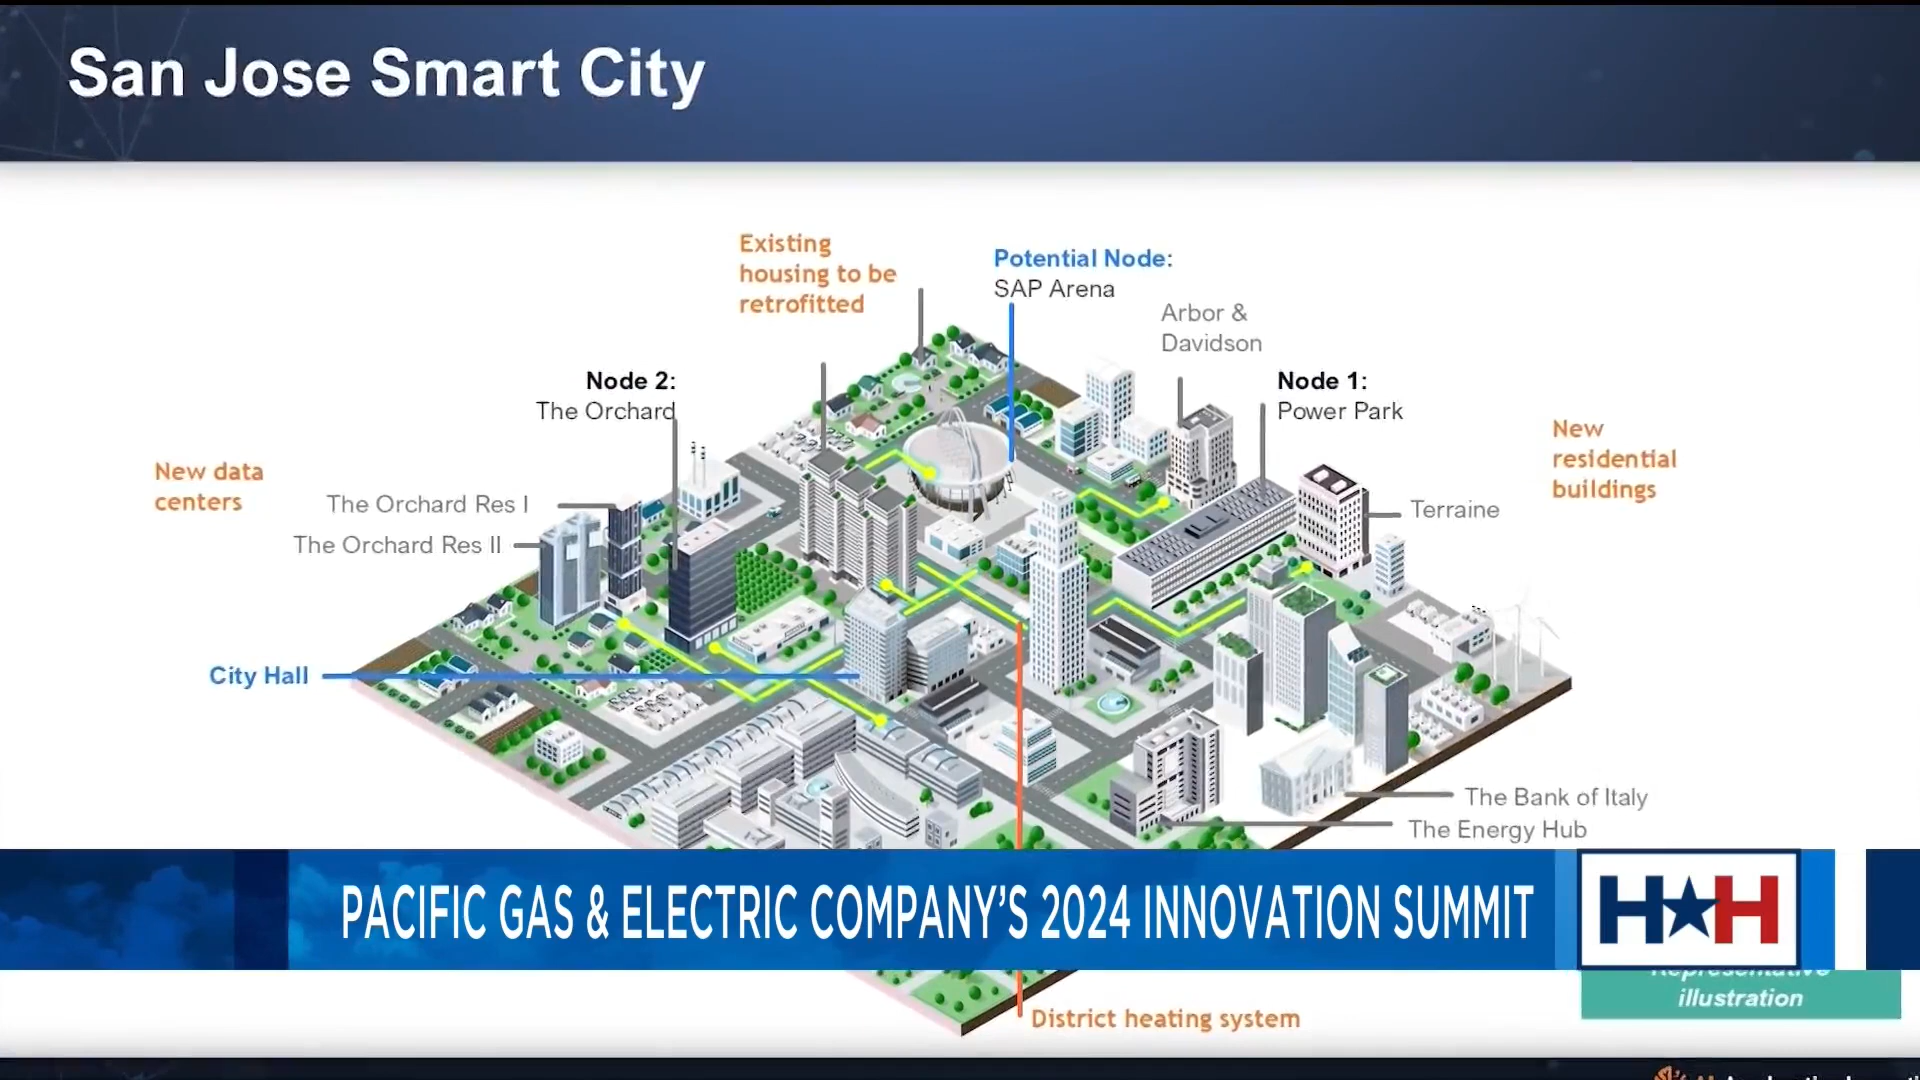 San Jose Smart City
Existing
housing to be
retrofitted
Potential Node:
SAP Arena
Arbor &
Davidson
Node 2:
The Orchard
Node 1:
Power Park
New
residential
buildings
New data
centers
The Orchard Res I
The Orchard Res II
Terraine
City Hall
The Bank of Italy
The Energy Hub
PACIFIC GAS & ELECTRIC COMPANY’S 2024 INNOVATION SUMMIT
H★H
Representative
illustration
District heating system